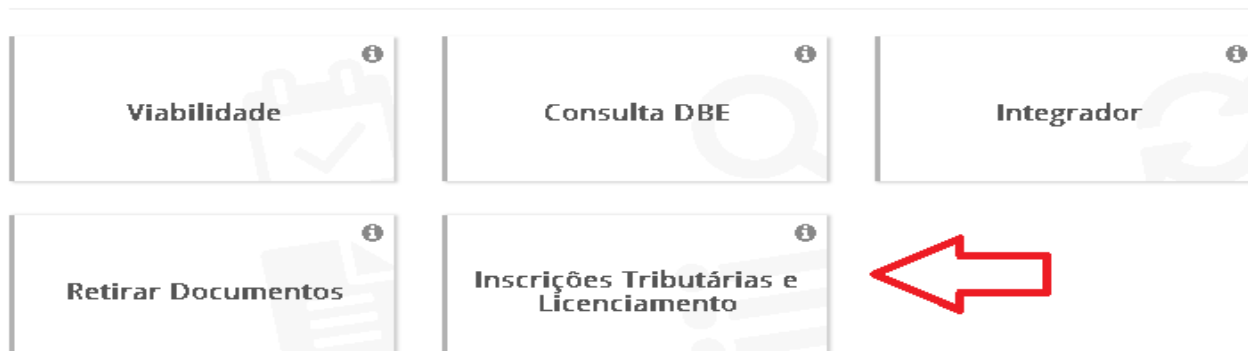 Viabilidade
Consulta DBE
Integrador
Retirar Documentos
Inscrições Tributárias e
Licenciamento